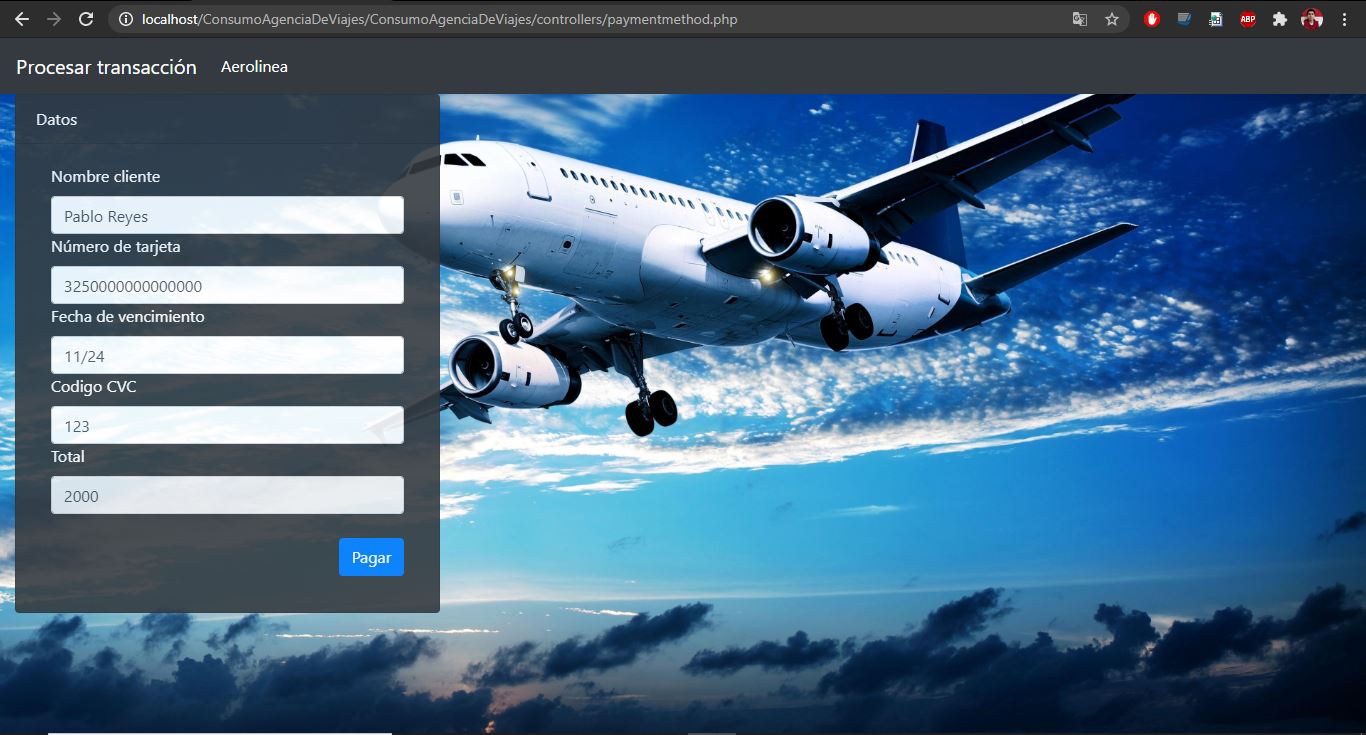 localhost/ConsumoAgenciaDeViajes/ConsumoAgenciaDeViajes/controllers/paymentmethod.php
ABP
Procesar transacción Aerolinea
Datos
Nombre cliente
Pablo Reyes
Número de tarjeta
3250000000000000
Fecha de vencimiento
11/24
Codigo CVC
123
Total
2000
Pagar